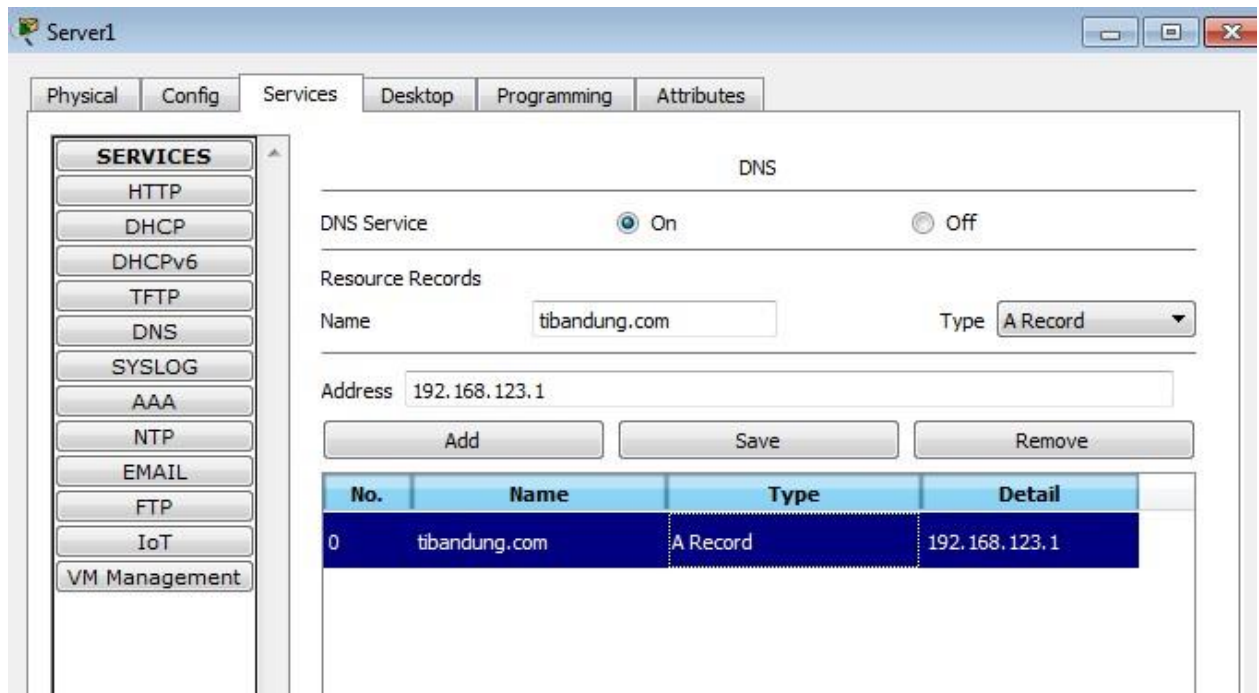 Server1
Physical Config Services Desktop Programming Attributes
SERVICES
HTTP
DHCP
DHCPv6
TFTP
DNS
SYSLOG
AAA
NTP
EMAIL
FTP
IoT
VM Management
DNS
DNS Service On Off
Resource Records
Name tibandung.com Type A Record
Address 192.168.123.1
Add Save Remove
No. Name Type Detail
0 tibandung.com A Record 192.168.123.1